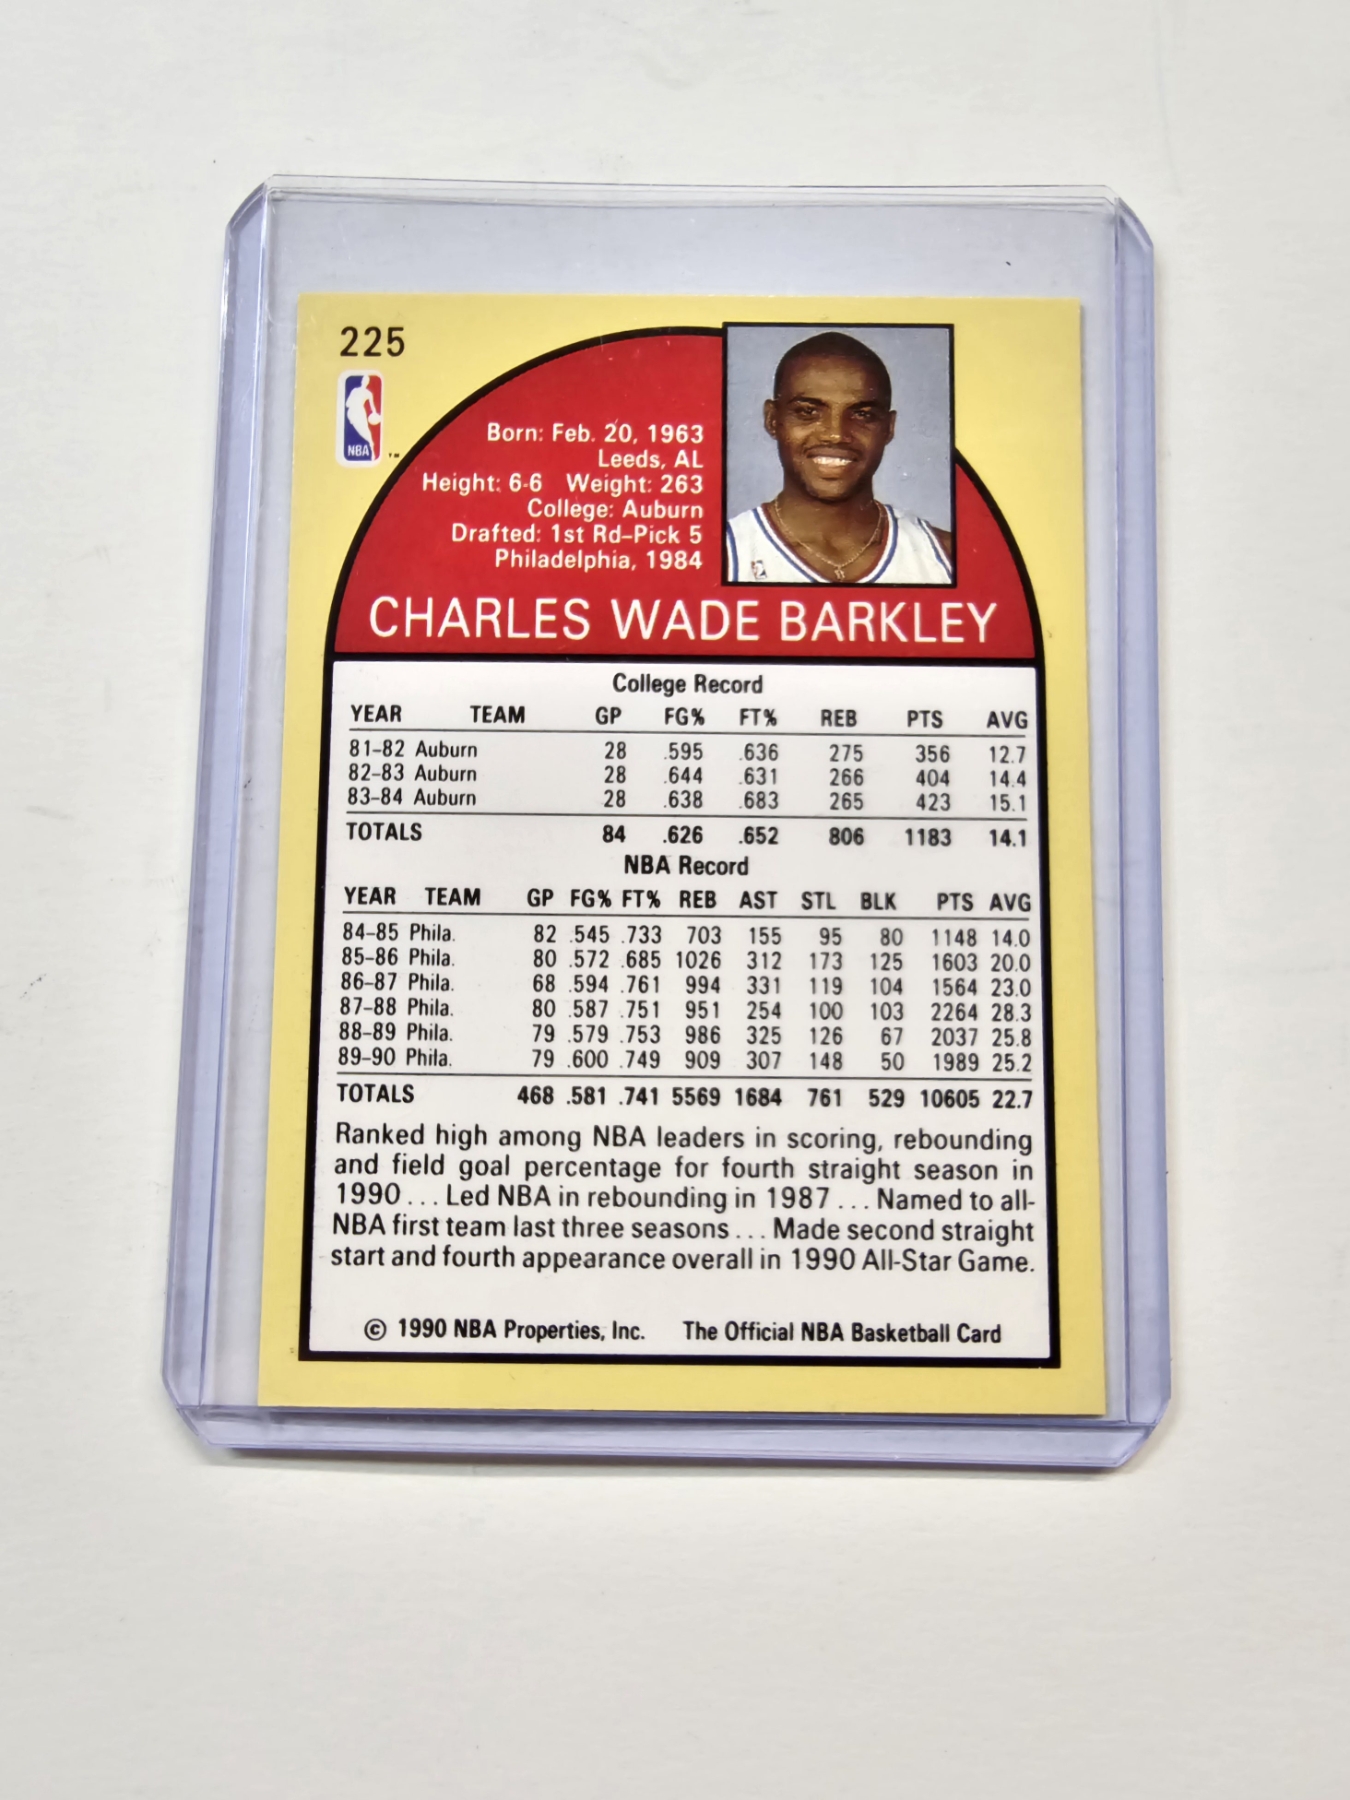 225
NBA
™
Born: Feb. 20, 1963
Leeds, AL
Height: 6-6 Weight: 263
College: Auburn
Drafted: 1st Rd–Pick 5
Philadelphia, 1984
CHARLES WADE BARKLEY
College Record
YEAR TEAM GP FG% FT% REB PTS AVG
81–82 Auburn 28 .595 .636 275 356 12.7
82–83 Auburn 28 .644 .631 266 404 14.4
83–84 Auburn 28 .638 .683 265 423 15.1
TOTALS 84 .626 .652 806 1183 14.1
NBA Record
YEAR TEAM GP FG% FT% REB AST STL BLK PTS AVG
84–85 Phila. 82 .545 .733 703 155 95 80 1148 14.0
85–86 Phila. 80 .572 .685 1026 312 173 125 1603 20.0
86–87 Phila. 68 .594 .761 994 331 119 104 1564 23.0
87–88 Phila. 80 .587 .751 951 254 100 103 2264 28.3
88–89 Phila. 79 .579 .753 986 325 126 67 2037 25.8
89–90 Phila. 79 .600 .749 909 307 148 50 1989 25.2
TOTALS 468 .581 .741 5569 1684 761 529 10605 22.7
Ranked high among NBA leaders in scoring, rebounding
and field goal percentage for fourth straight season in
1990 . . . Led NBA in rebounding in 1987 . . . Named to all-
NBA first team last three seasons . . . Made second straight
start and fourth appearance overall in 1990 All-Star Game.
© 1990 NBA Properties, Inc. The Official NBA Basketball Card